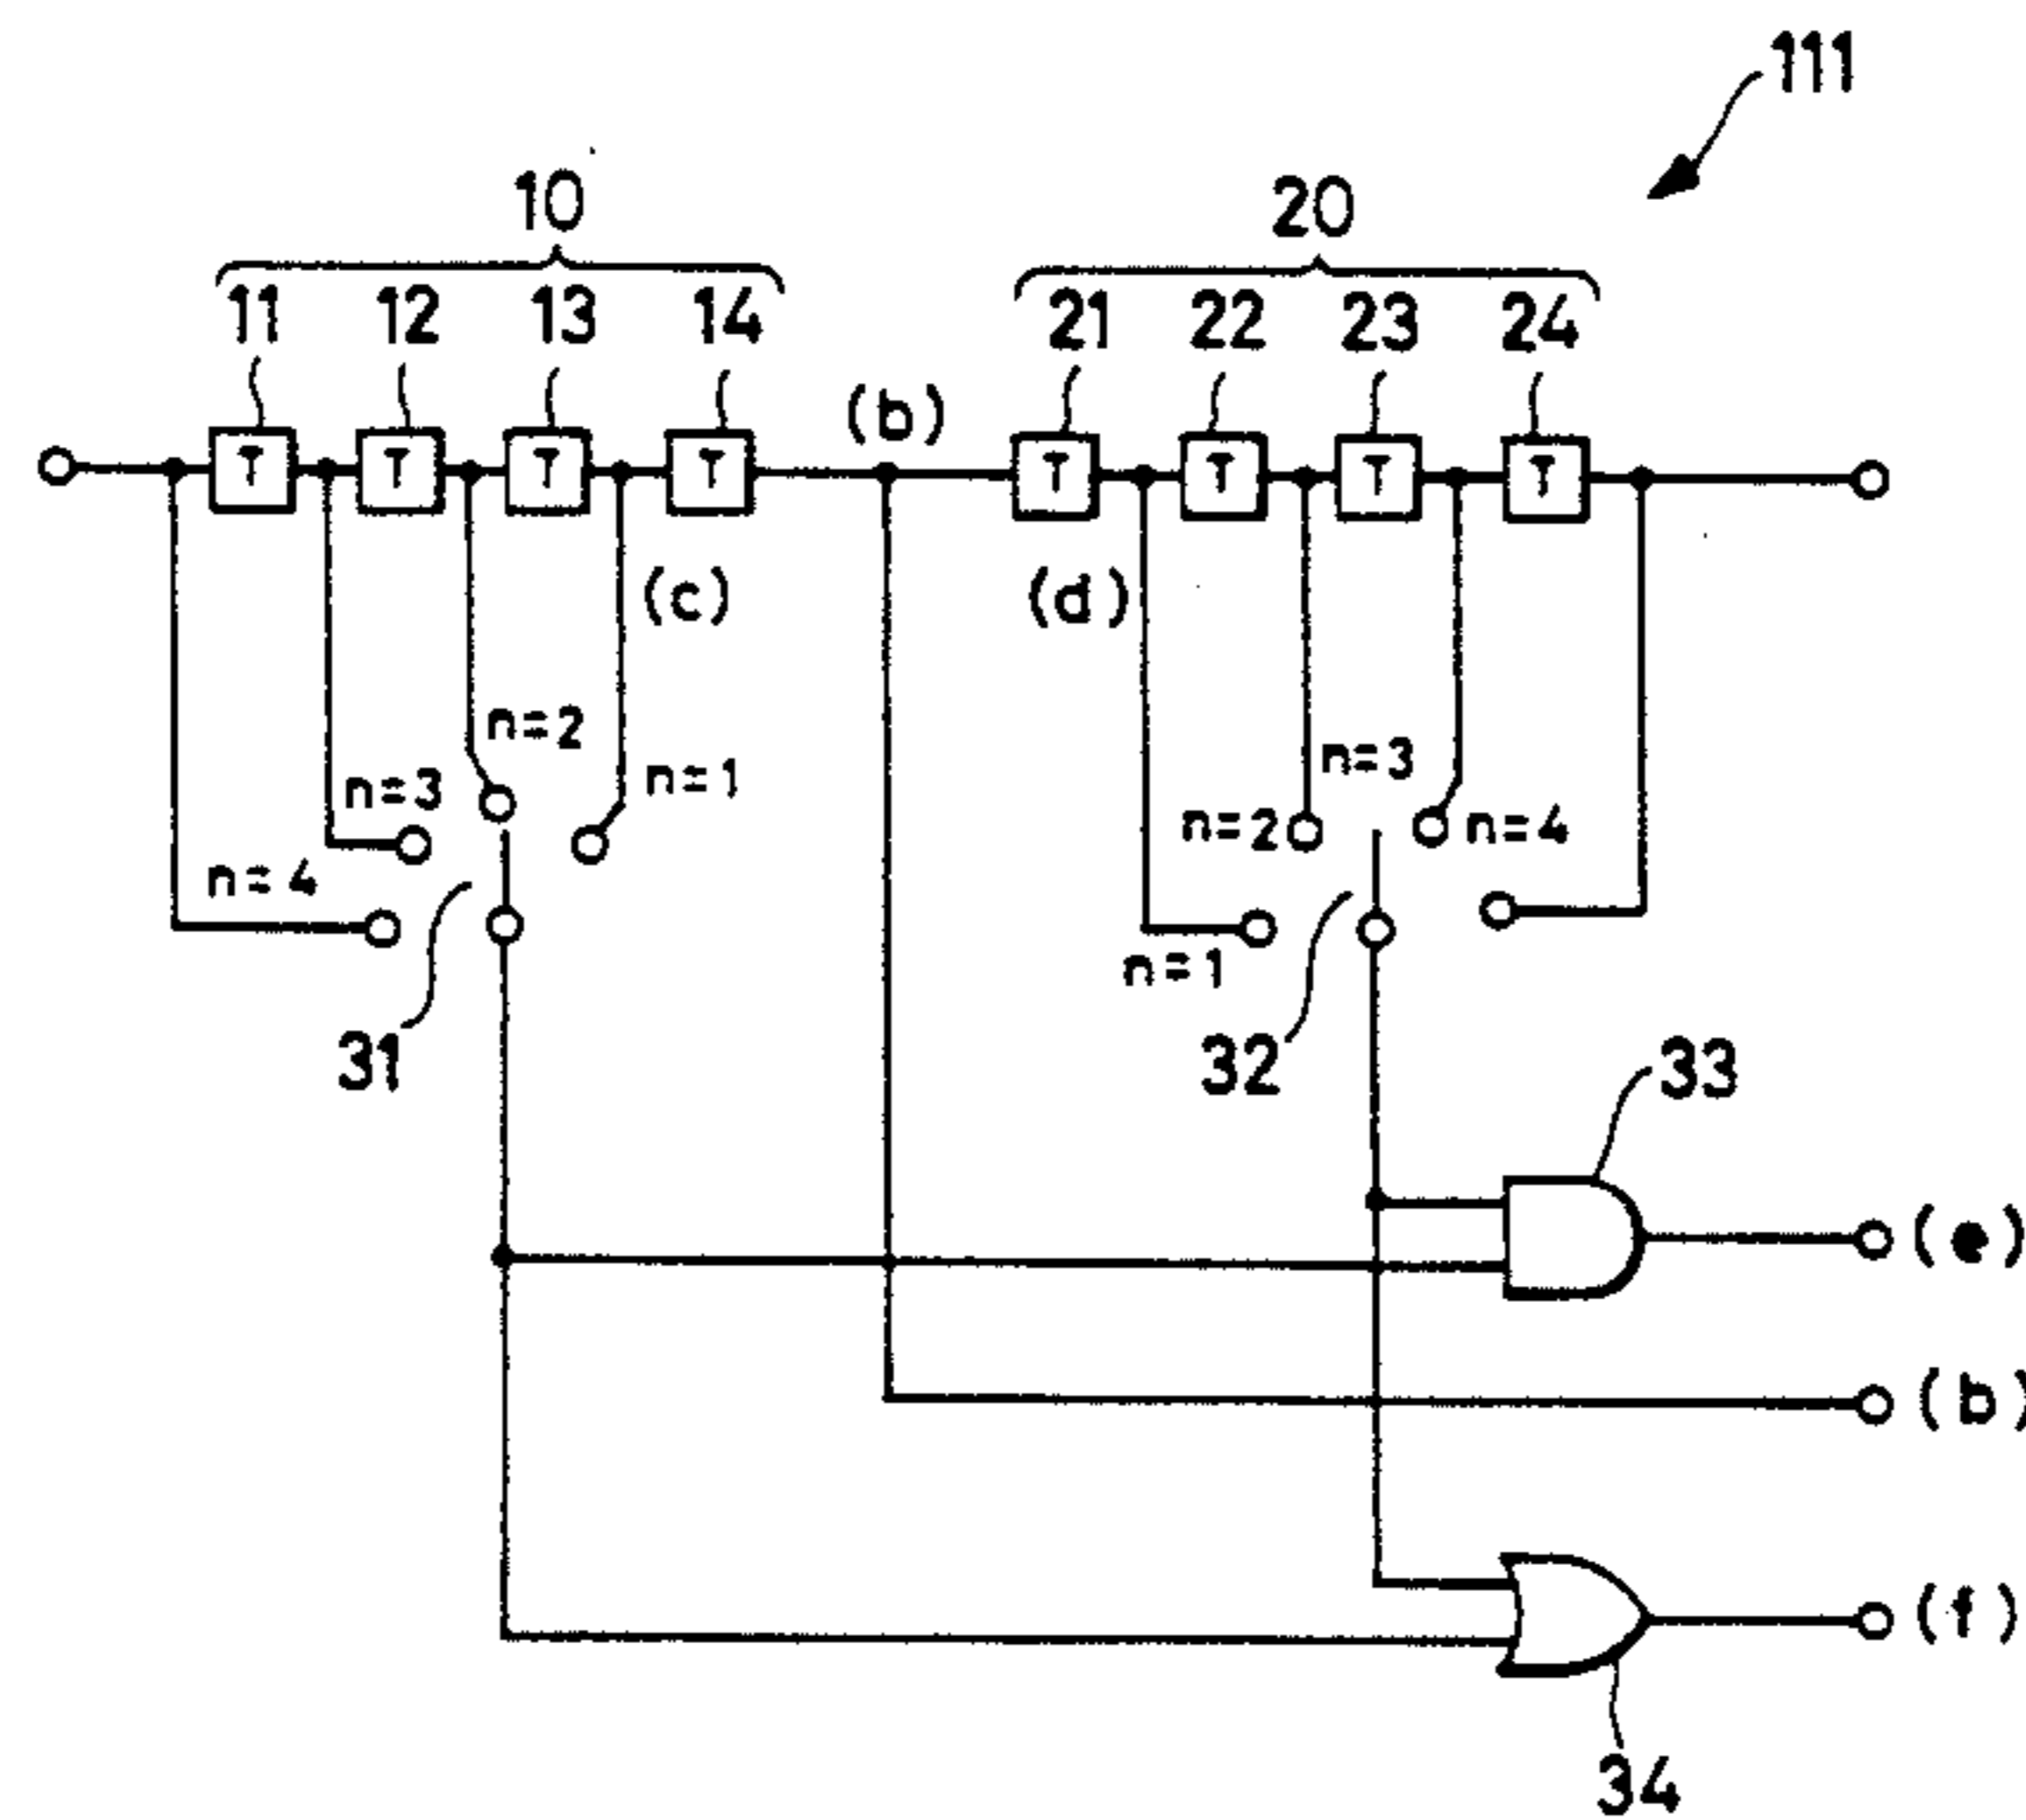 111
10 20
11 12 13 14 21 22 23 24
(b)
T T T T T T T T
(c) (d)
n=2 n=3
n=3 n=1 n=2 n=4
n=4
n=1
31 32 33
(e)
(b)
(f)
34